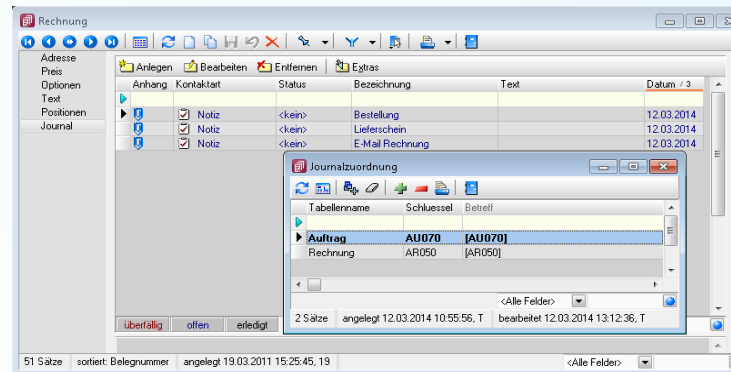 Rechnung
Adresse
Preis
Optionen
Text
Positionen
Journal
Anlegen Bearbeiten Entfernen Extras
Anhang Kontaktart Status Bezeichnung Text Datum / 3
Notiz <kein> Bestellung 12.03.2014
Notiz <kein> Lieferschein 12.03.2014
Notiz <kein> E-Mail Rechnung 12.03.2014
Journalzuordnung
Tabellenname Schluessel Betreff
Auftrag AU070 [AU070]
Rechnung AR050 [AR050]
<Alle Felder>
2 Sätze angelegt 12.03.2014 10:55:56, T bearbeitet 12.03.2014 13:12:36, T
überfällig offen erledigt
51 Sätze sortiert: Belegnummer angelegt 19.03.2011 15:25:45, 19 <Alle Felder>